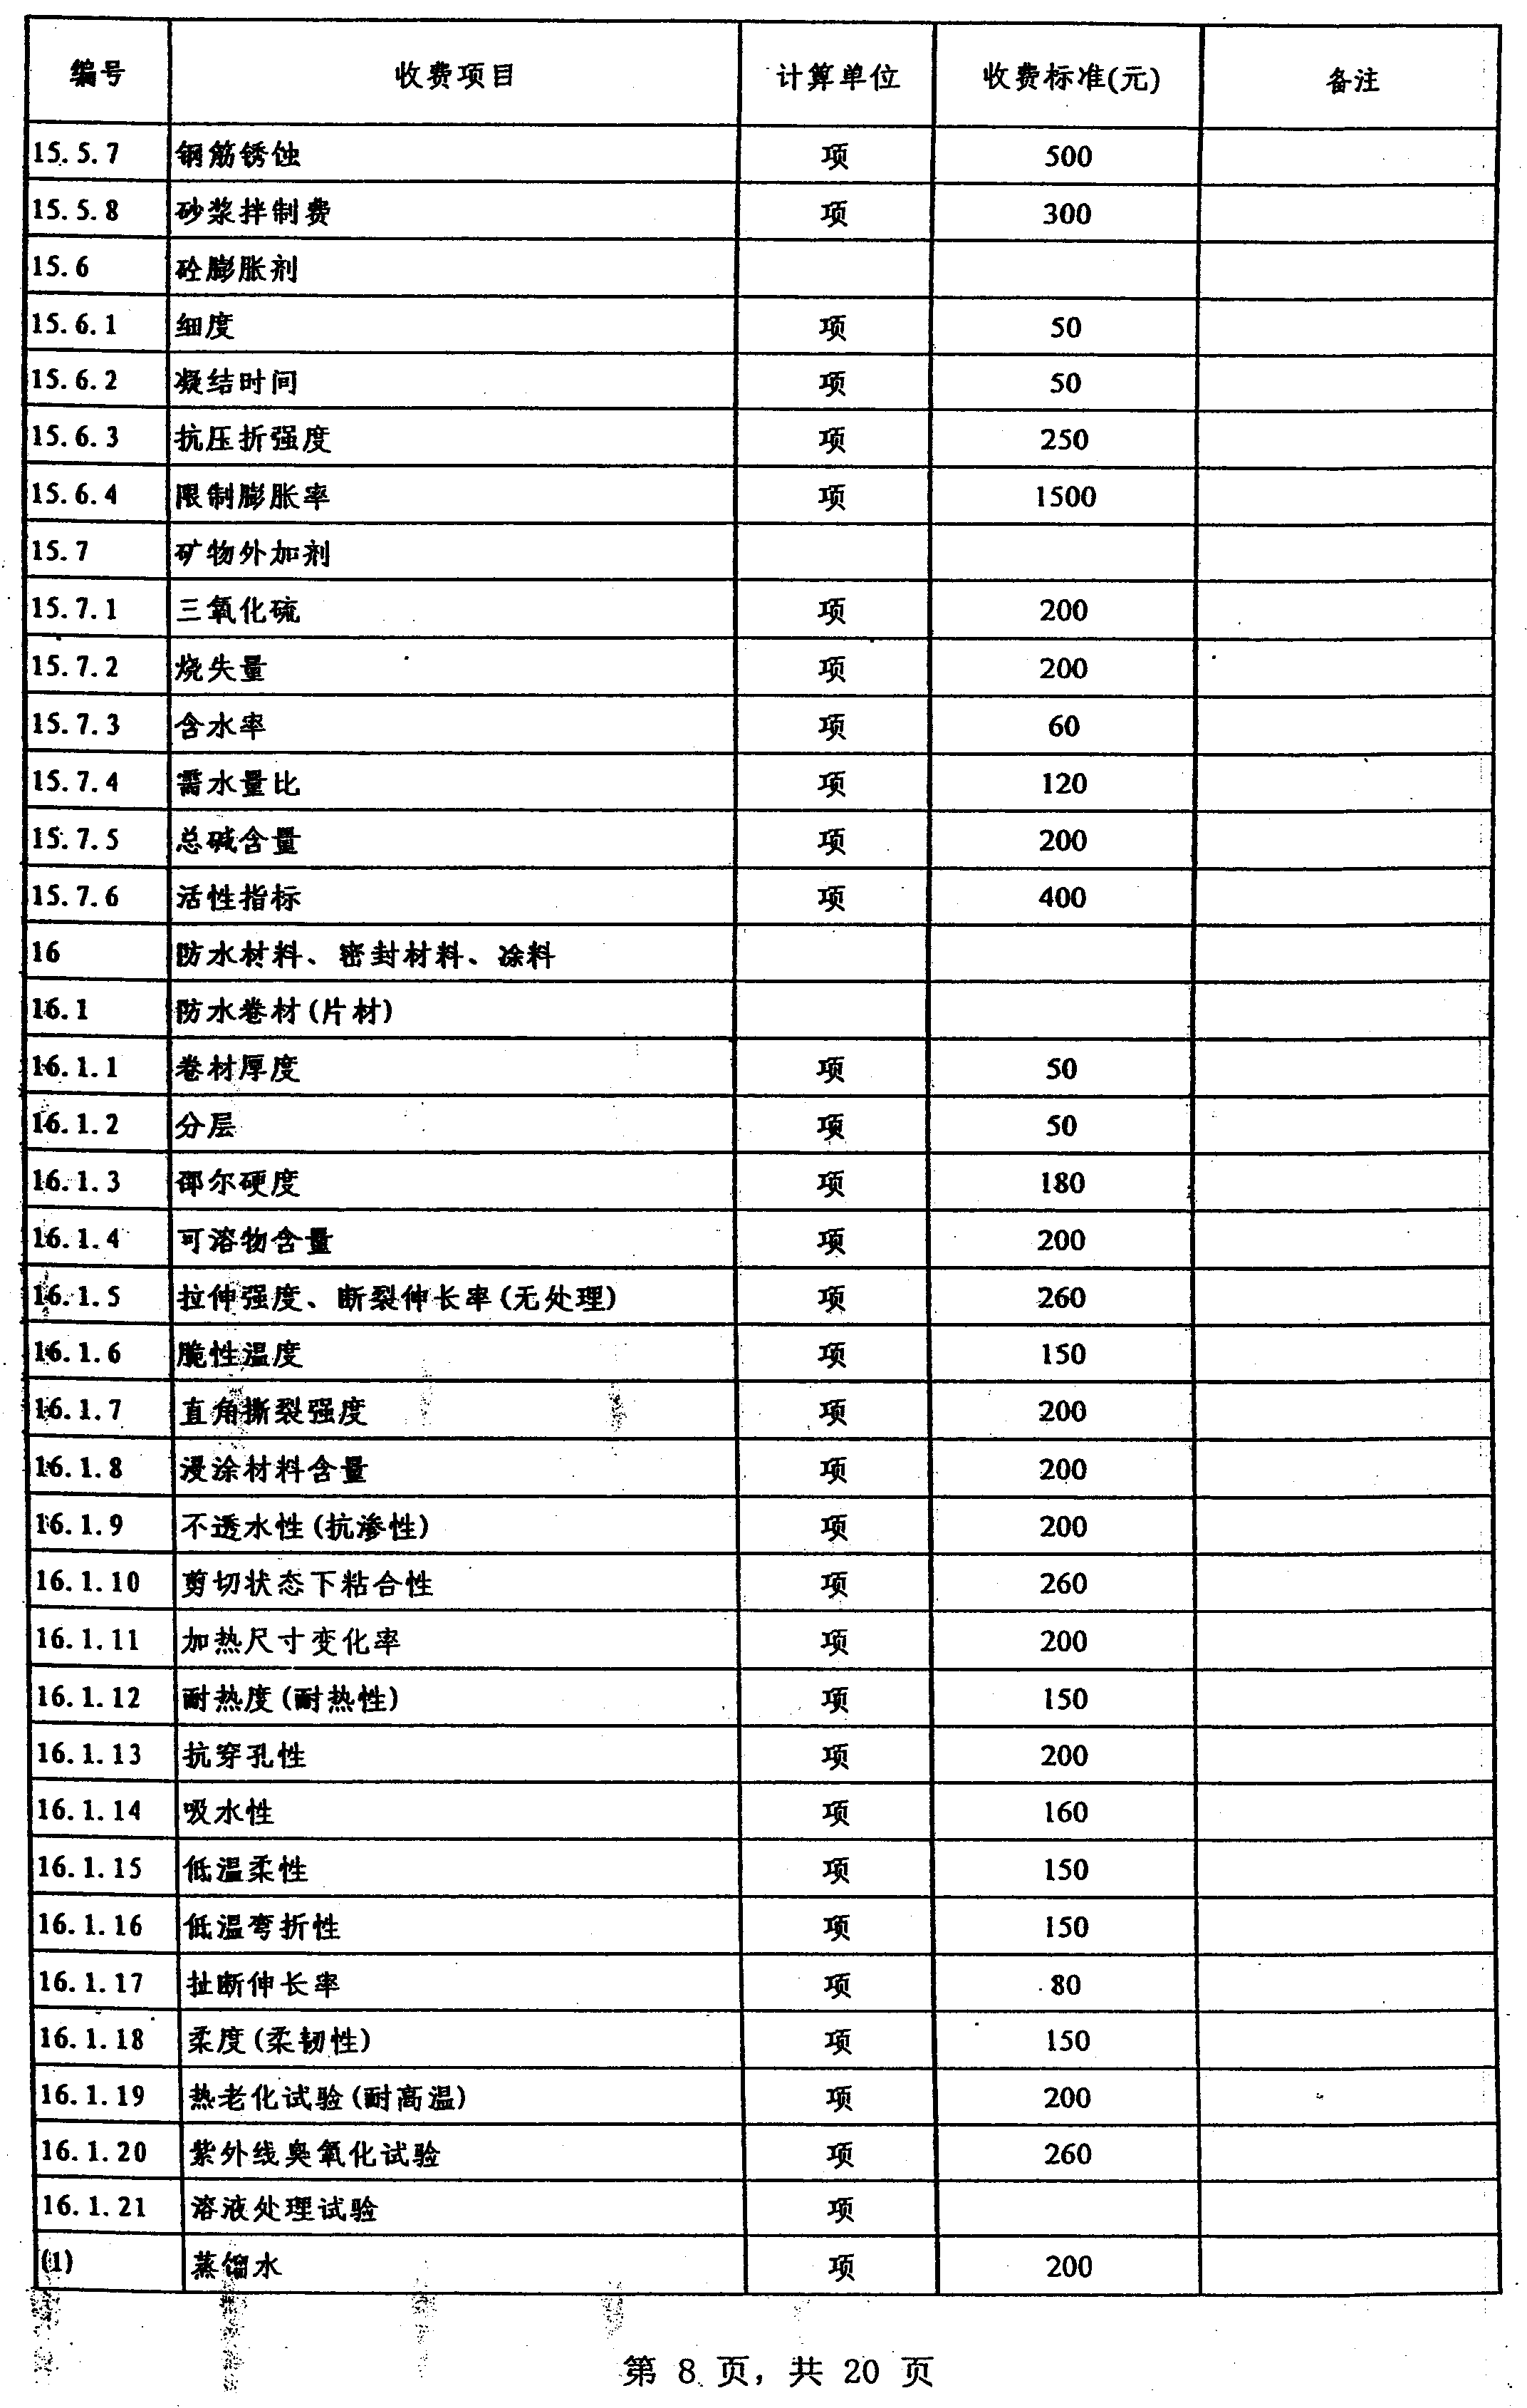 编号 收费项目 计算单位 收费标准(元) 备注
15.5.7 钢筋锈蚀 项 500
15.5.8 砂浆拌制费 项 300
15.6 砼膨胀剂
15.6.1 细度 项 50
15.6.2 凝结时间 项 50
15.6.3 抗压折强度 项 250
15.6.4 限制膨胀率 项 1500
15.7 矿物外加剂
15.7.1 三氧化硫 项 200
15.7.2 烧失量 项 200
15.7.3 含水率 项 60
15.7.4 需水量比 项 120
15.7.5 总碱含量 项 200
15.7.6 活性指标 项 400
16 防水材料、密封材料、涂料
16.1 防水卷材(片材)
16.1.1 卷材厚度 项 50
16.1.2 分层 项 50
16.1.3 邵尔硬度 项 180
16.1.4 可溶物含量 项 200
16.1.5 拉伸强度、断裂伸长率(无处理) 项 260
16.1.6 脆性温度 项 150
16.1.7 直角撕裂强度 项 200
16.1.8 浸涂材料含量 项 200
16.1.9 不透水性(抗渗性) 项 200
16.1.10 剪切状态下粘合性 项 260
16.1.11 加热尺寸变化率 项 200
16.1.12 耐热度(耐热性) 项 150
16.1.13 抗穿孔性 项 200
16.1.14 吸水性 项 160
16.1.15 低温柔性 项 150
16.1.16 低温弯折性 项 150
16.1.17 扯断伸长率 项 80
16.1.18 柔度(柔韧性) 项 150
16.1.19 热老化试验(耐高温) 项 200
16.1.20 紫外线臭氧化试验 项 260
16.1.21 溶液处理试验 项
(1) 蒸馏水 项 200
第 8 页，共 20 页